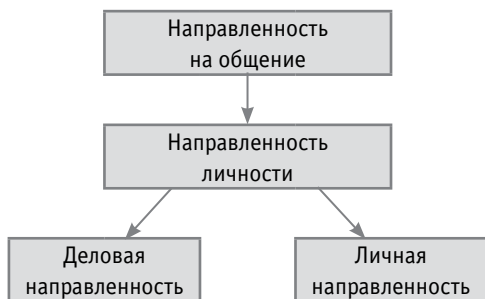 Направленность
на общение
Направленность
личности
Деловая
направленность
Личная
направленность